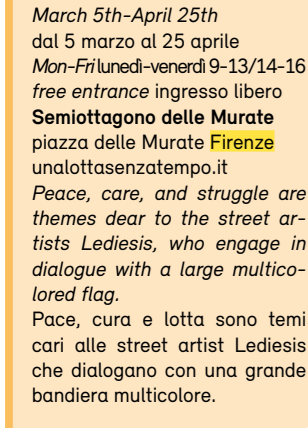 March 5th-April 25th
dal 5 marzo al 25 aprile
Mon-Fri lunedì-venerdì 9-13/14-16
free entrance ingresso libero
Semiottagono delle Murate
piazza delle Murate Firenze
unalottasenzatempo.it
Peace, care, and struggle are
themes dear to the street ar-
tists Lediesis, who engage in
dialogue with a large multico-
lored flag.
Pace, cura e lotta sono temi
cari alle street artist Lediesis
che dialogano con una grande
bandiera multicolore.